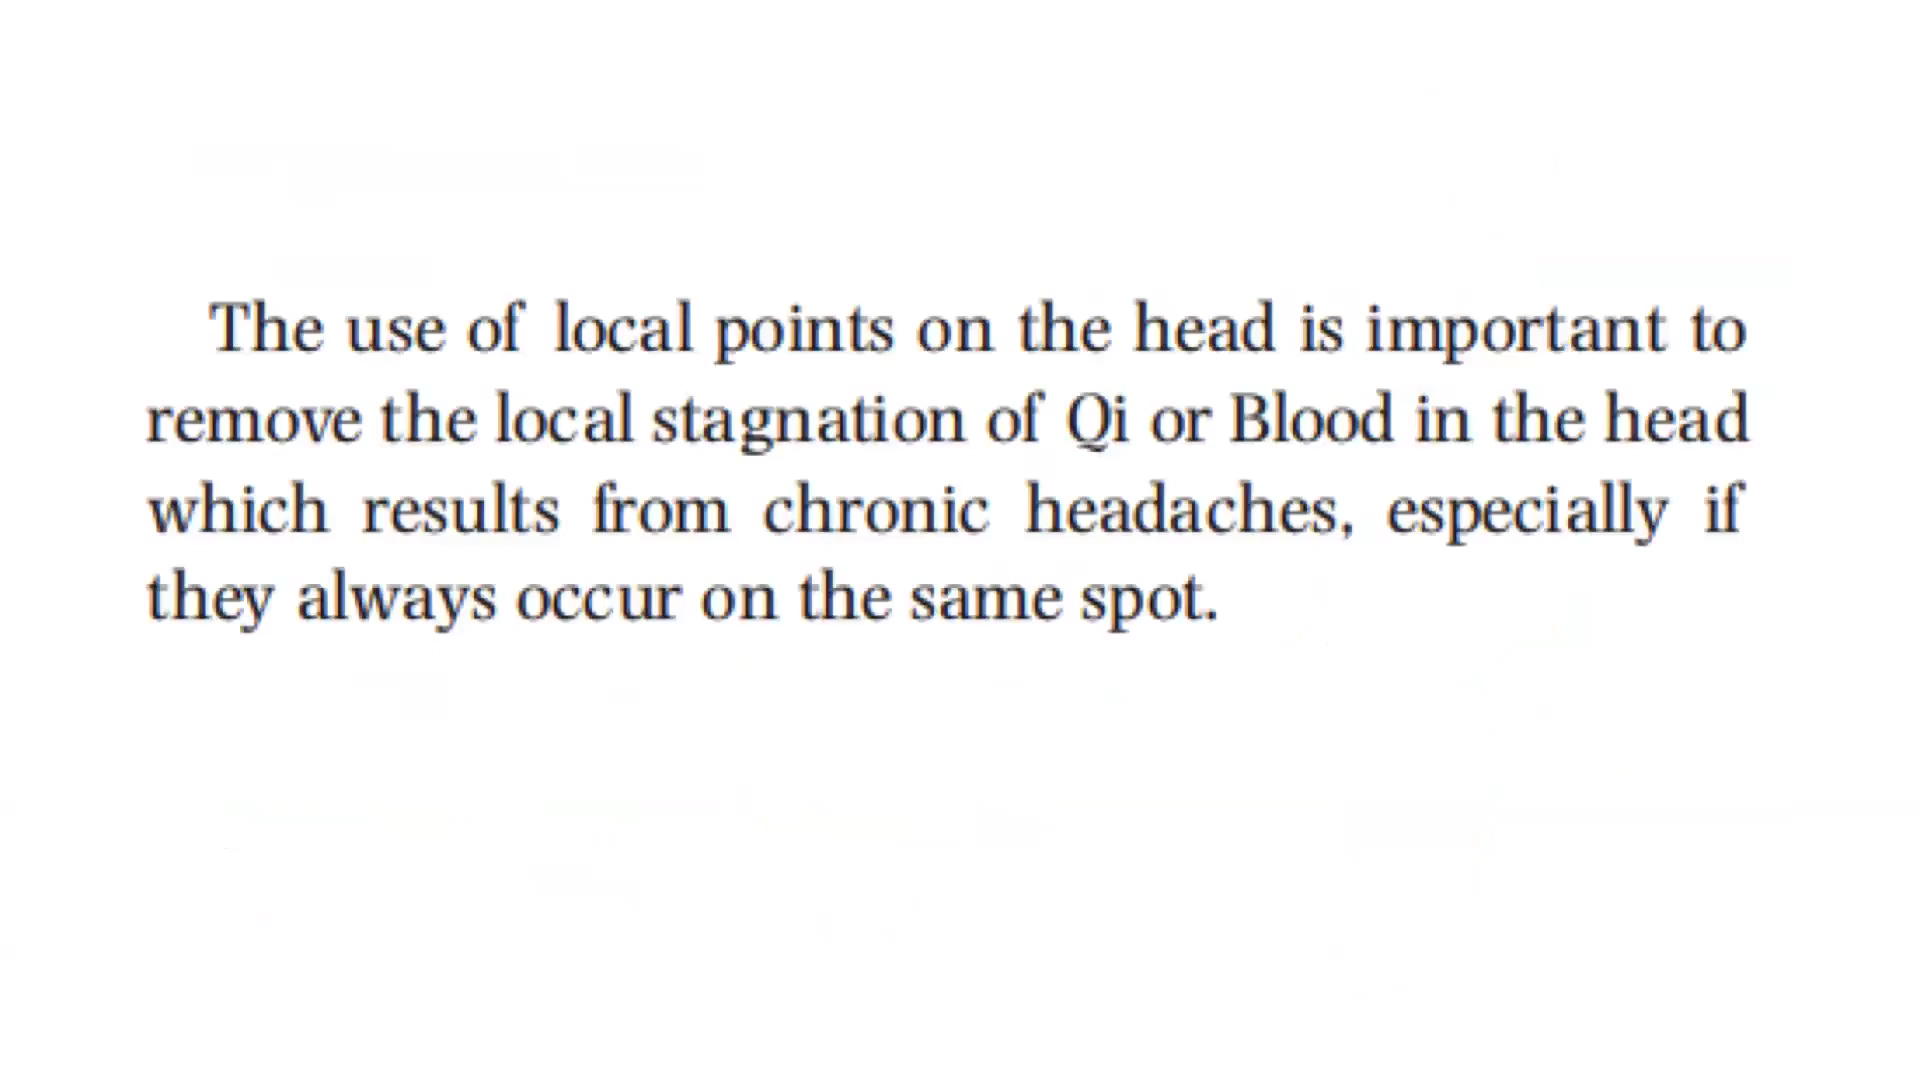 The use of local points on the head is important to
remove the local stagnation of Qi or Blood in the head
which results from chronic headaches, especially if
they always occur on the same spot.